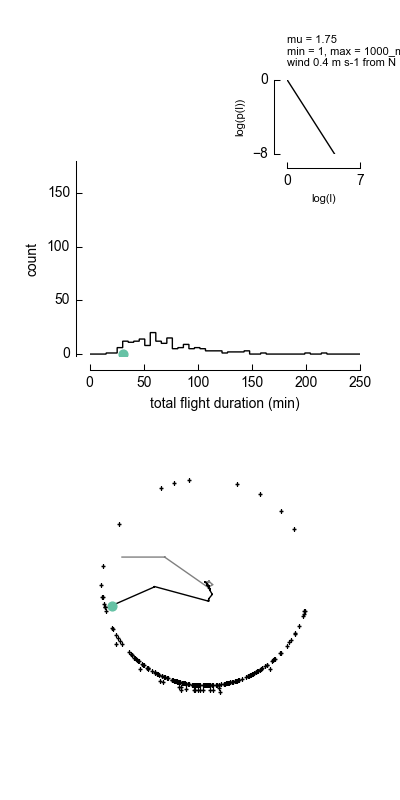 mu = 1.75
min = 1, max = 1000_m
wind 0.4 m s-1 from N
0
log(p(l))
−8
0
7
log(l)
150
100
count
50
0
0
50
100
150
200
250
total flight duration (min)